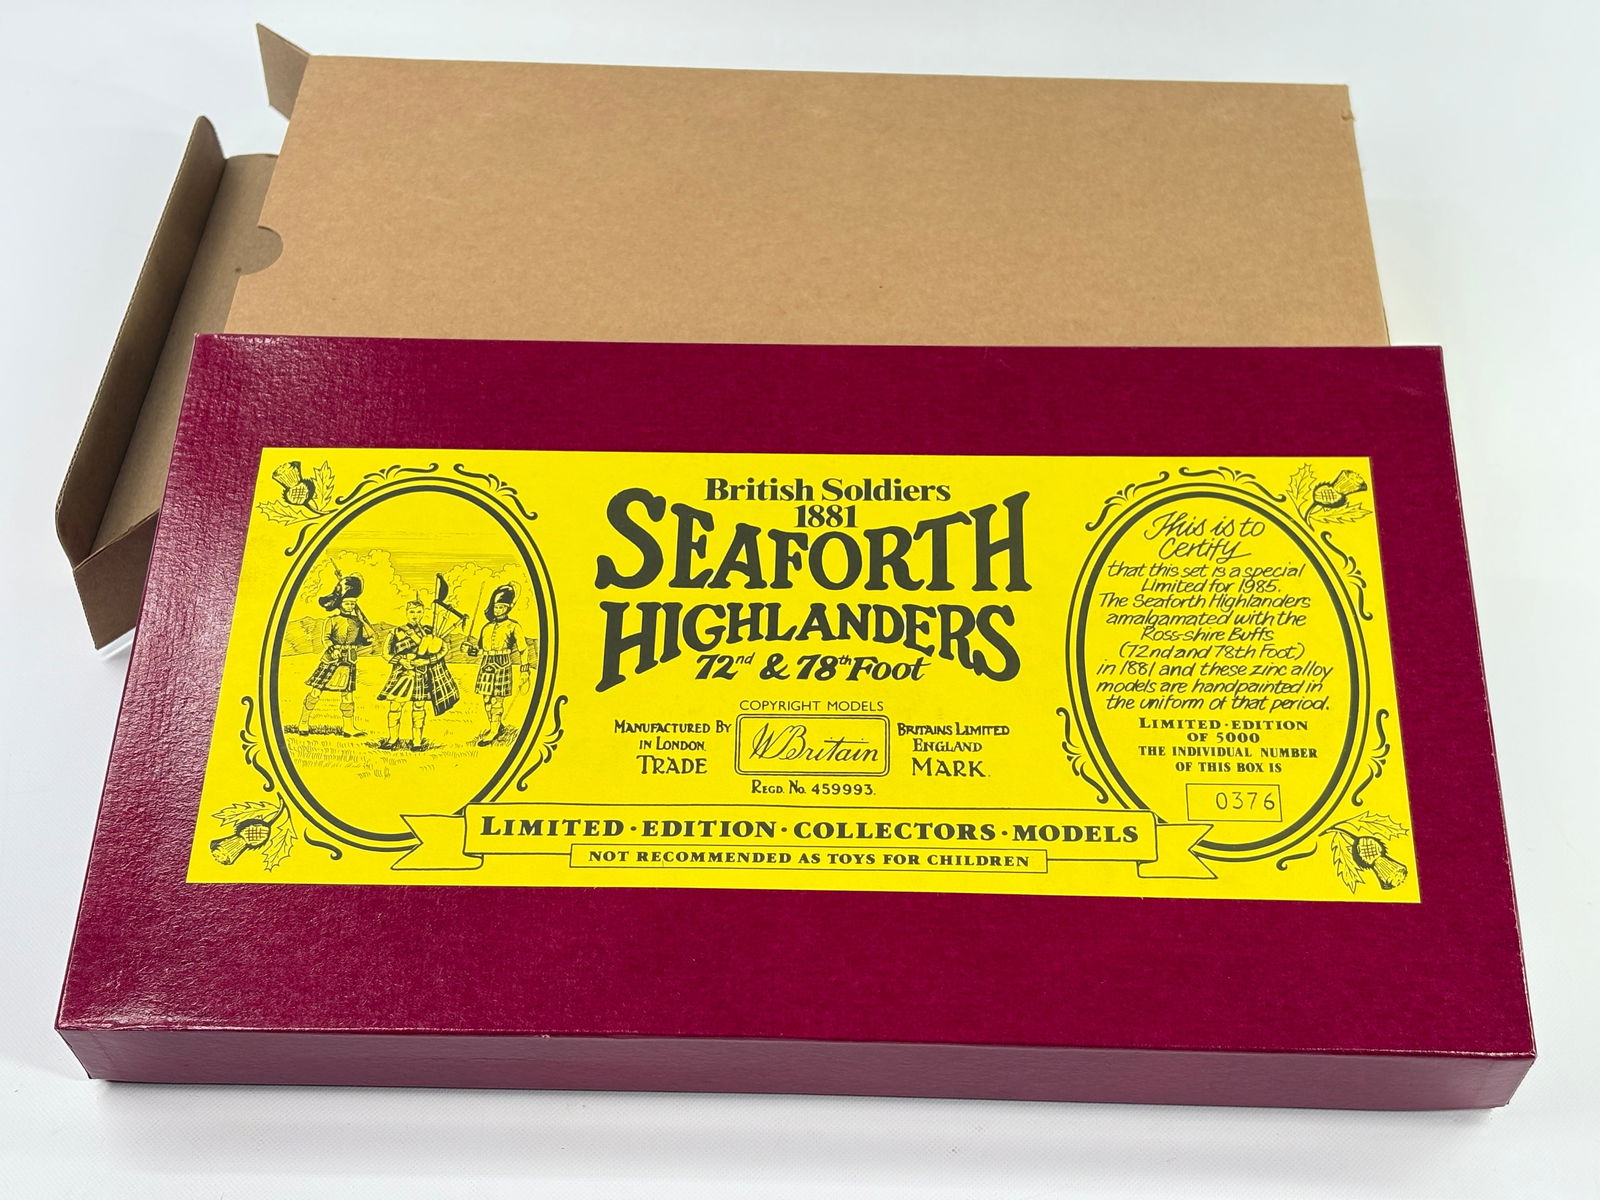 British Soldiers
1881
SEAFORTH
HIGHLANDERS
72nd & 78th Foot
COPYRIGHT MODELS
MANUFACTURED BY
IN LONDON.
TRADE
W. Britain
BRITAINS LIMITED
ENGLAND
MARK.
REGD. No. 459993.
LIMITED·EDITION·COLLECTORS·MODELS
NOT RECOMMENDED AS TOYS FOR CHILDREN
This is to
Certify
that this set is a special
Limited for 1985.
The Seaforth Highlanders
amalgamated with the
Ross-shire Buffs
(72nd and 78th Foot)
in 1881 and these zinc alloy
models are handpainted in
the uniform of that period.
LIMITED·EDITION
OF 5000
THE INDIVIDUAL NUMBER
OF THIS BOX IS
0376